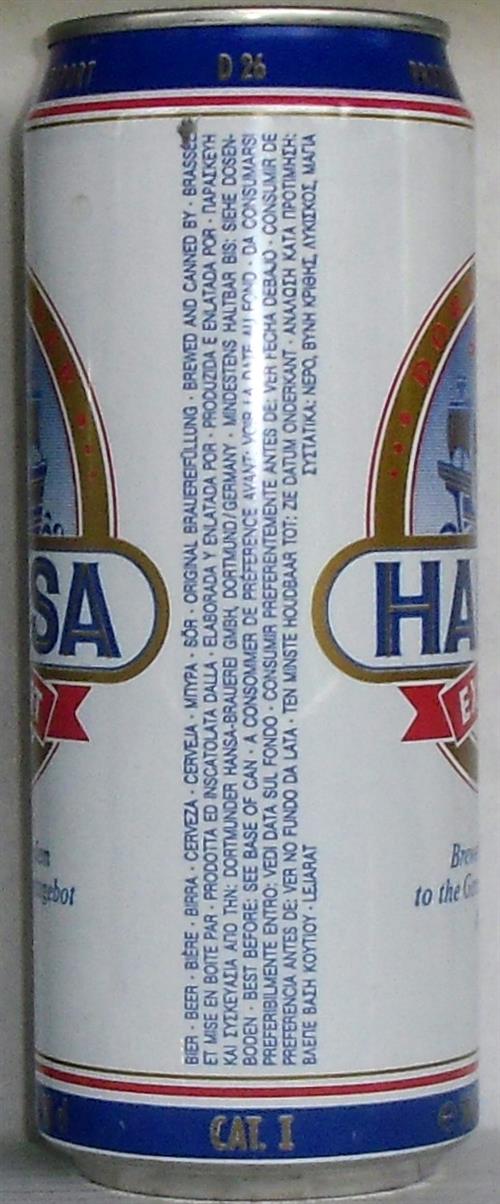 D 26
BIER · BEER · BIÈRE · BIRRA · CERVEZA · CERVEJA · ΜΠΥΡΑ · SÖR · ORIGINAL BRAUEREIFÜLLUNG · BREWED AND CANNED BY · BRASSÉE
ET MISE EN BOITE PAR · PRODOTTA ED INSCATOLATA DALLA · ELABORADA Y ENLATADA POR · PRODUZIDA E ENLATADA POR · ΠΑΡΑΣΚΕΥΗ
ΚΑΙ ΣΥΣΚΕΥΑΣΙΑ ΑΠΟ ΤΗΝ: DORTMUNDER HANSA-BRAUEREI GMBH, DORTMUND/GERMANY · MINDESTENS HALTBAR BIS: SIEHE DOSEN-
BODEN · BEST BEFORE: SEE BASE OF CAN · A CONSOMMER DE PRÉFÉRENCE AVANT: VOIR LA DATE AU FOND · DA CONSUMARSI
PREFERIBILMENTE ENTRO: VEDI DATA SUL FONDO · CONSUMIR PREFERENTEMENTE ANTES DE: VER FECHA DEBAJO · CONSUMIR DE
PREFERENCIA ANTES DE: VER NO FUNDO DA LATA · TEN MINSTE HOUDBAAR TOT: ZIE DATUM ONDERKANT · ΑΝΑΛΩΣΗ ΚΑΤΑ ΠΡΟΤΙΜΗΣΗ:
ΒΛΕΠΕ ΒΑΣΗ ΚΟΥΤΙΟΥ · LEJARAT
ΣΥΣΤΑΤΙΚΑ: ΝΕΡΟ, ΒΥΝΗ ΚΡΙΘΗΣ, ΛΥΚΙΣΚΟΣ, ΜΑΓΙΑ
SA
HA
to the
CAT. I